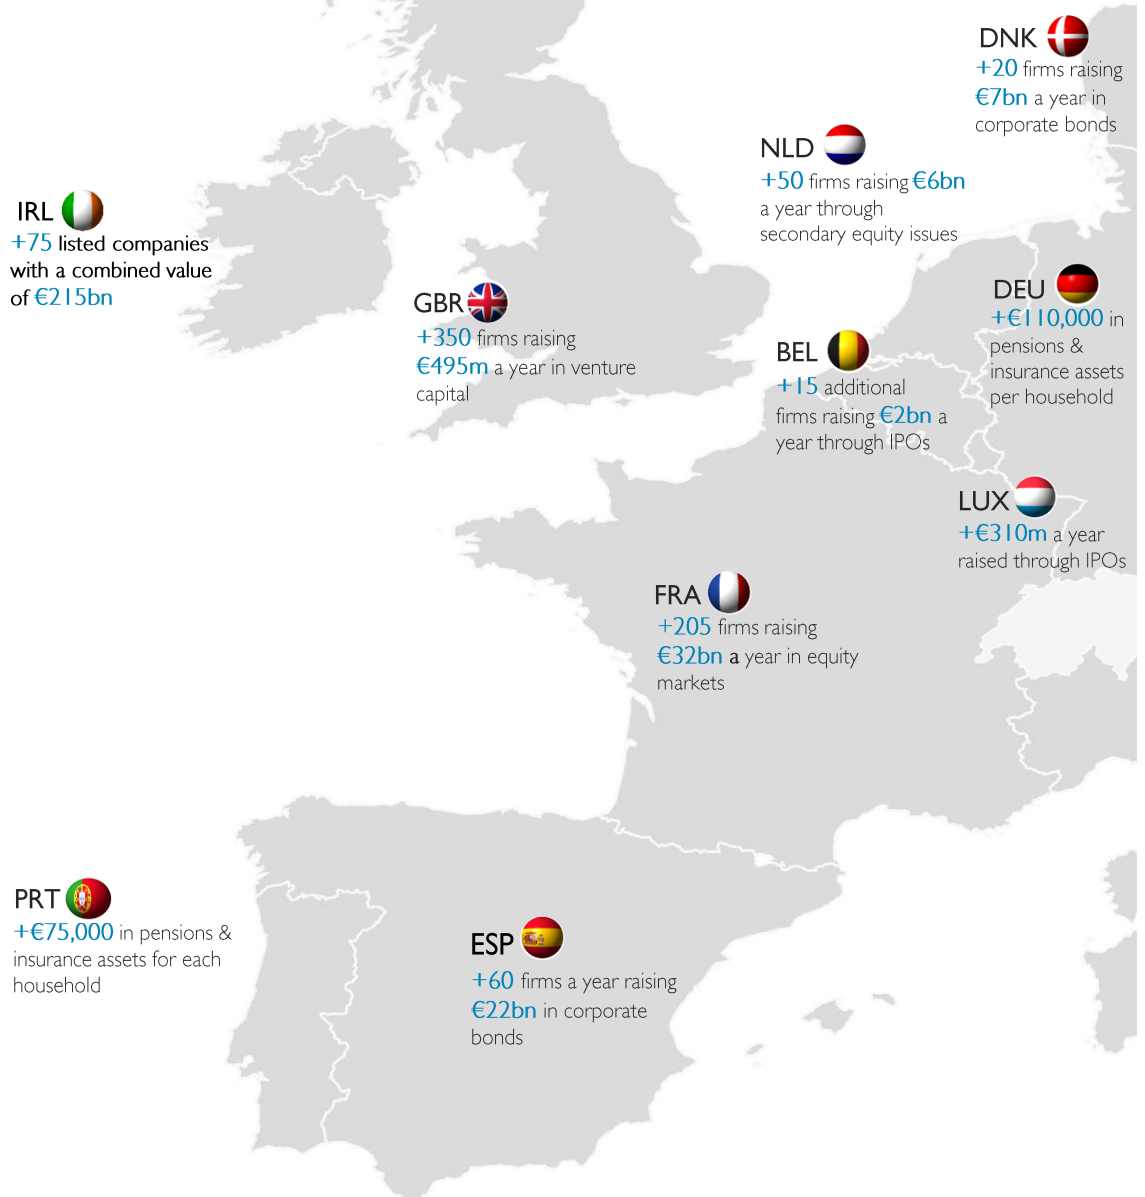 DNK
+20 firms raising
€7bn a year in
corporate bonds
NLD
+50 firms raising €6bn
a year through
secondary equity issues
IRL
+75 listed companies
with a combined value
of €215bn
GBR
+350 firms raising
€495m a year in venture
capital
DEU
+€110,000 in
pensions &
insurance assets
per household
BEL
+15 additional
firms raising €2bn a
year through IPOs
LUX
+€310m a year
raised through IPOs
FRA
+205 firms raising
€32bn a year in equity
markets
PRT
+€75,000 in pensions &
insurance assets for each
household
ESP
+60 firms a year raising
€22bn in corporate
bonds